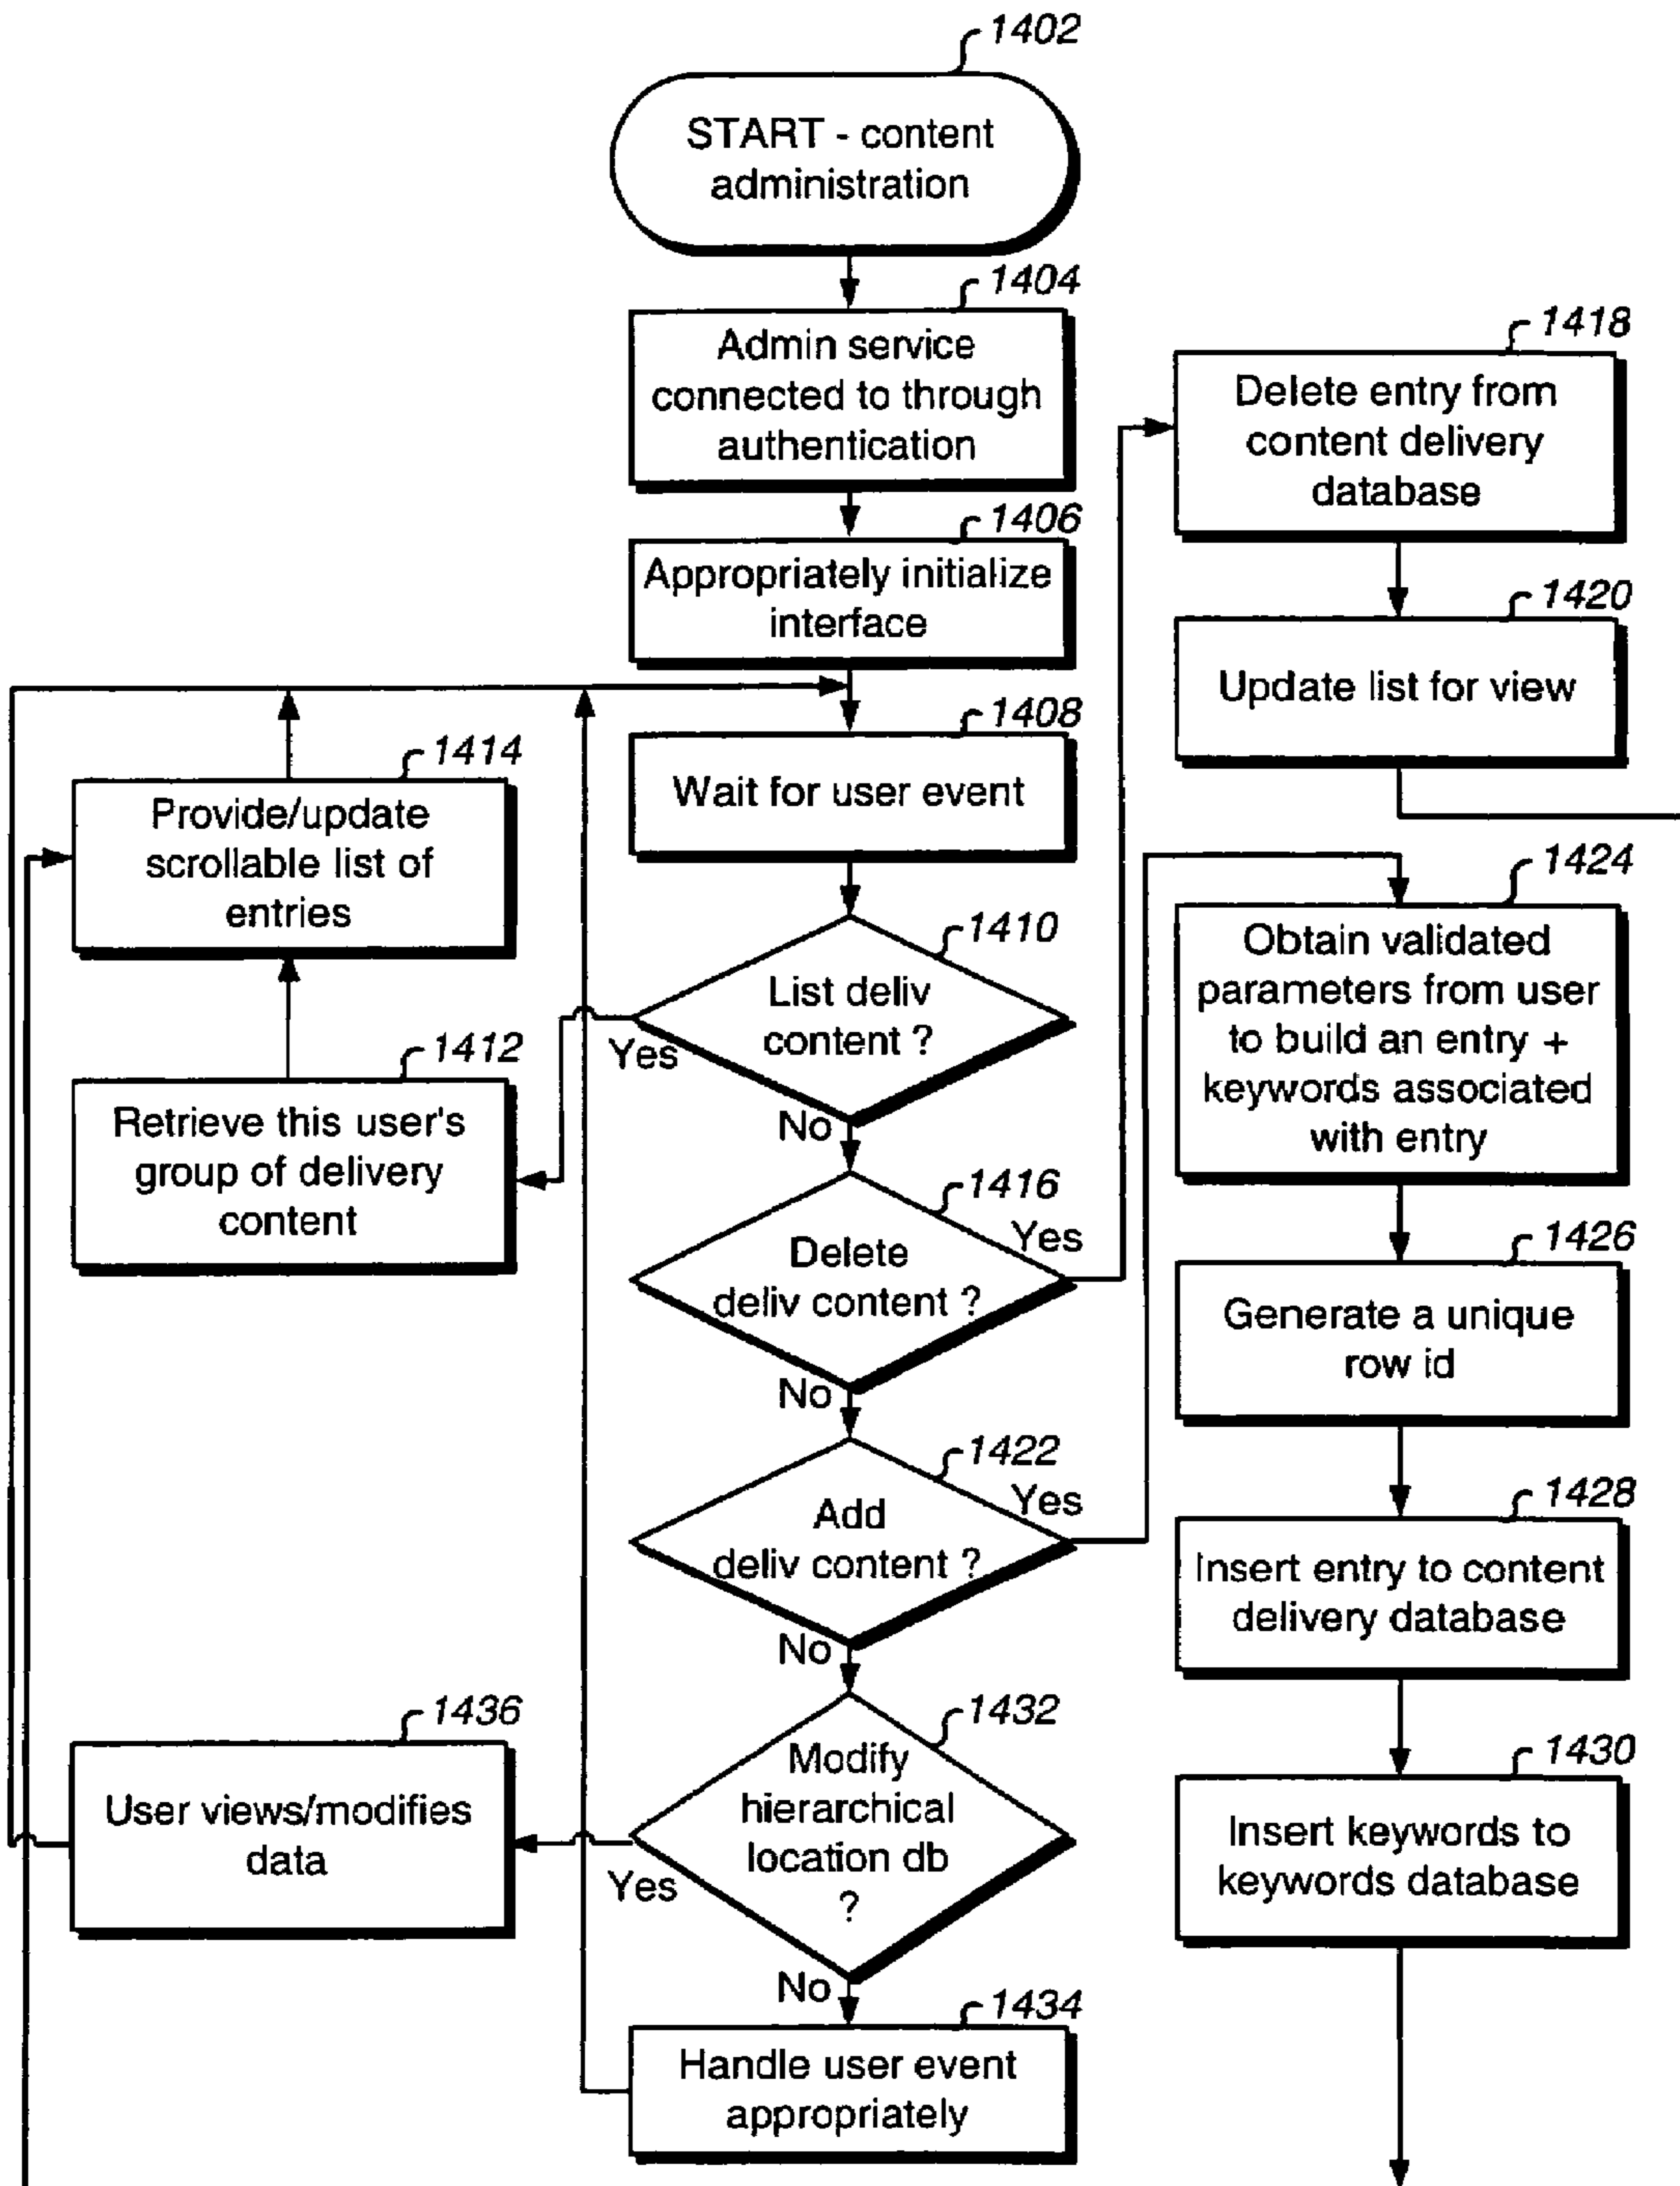 1402
START - content
administration
1404
Admin service
connected to through
authentication
1406
Appropriately initialize
interface
1408
Wait for user event
1410
List deliv
content ?
Yes
No
1412
Retrieve this user's
group of delivery
content
1414
Provide/update
scrollable list of
entries
1416
Delete
deliv content ?
Yes
No
1418
Delete entry from
content delivery
database
1420
Update list for view
1422
Add
deliv content ?
Yes
No
1424
Obtain validated
parameters from user
to build an entry +
keywords associated
with entry
1426
Generate a unique
row id
1428
Insert entry to content
delivery database
1430
Insert keywords to
keywords database
1432
Modify
hierarchical
location db
?
Yes
No
1436
User views/modifies
data
1434
Handle user event
appropriately